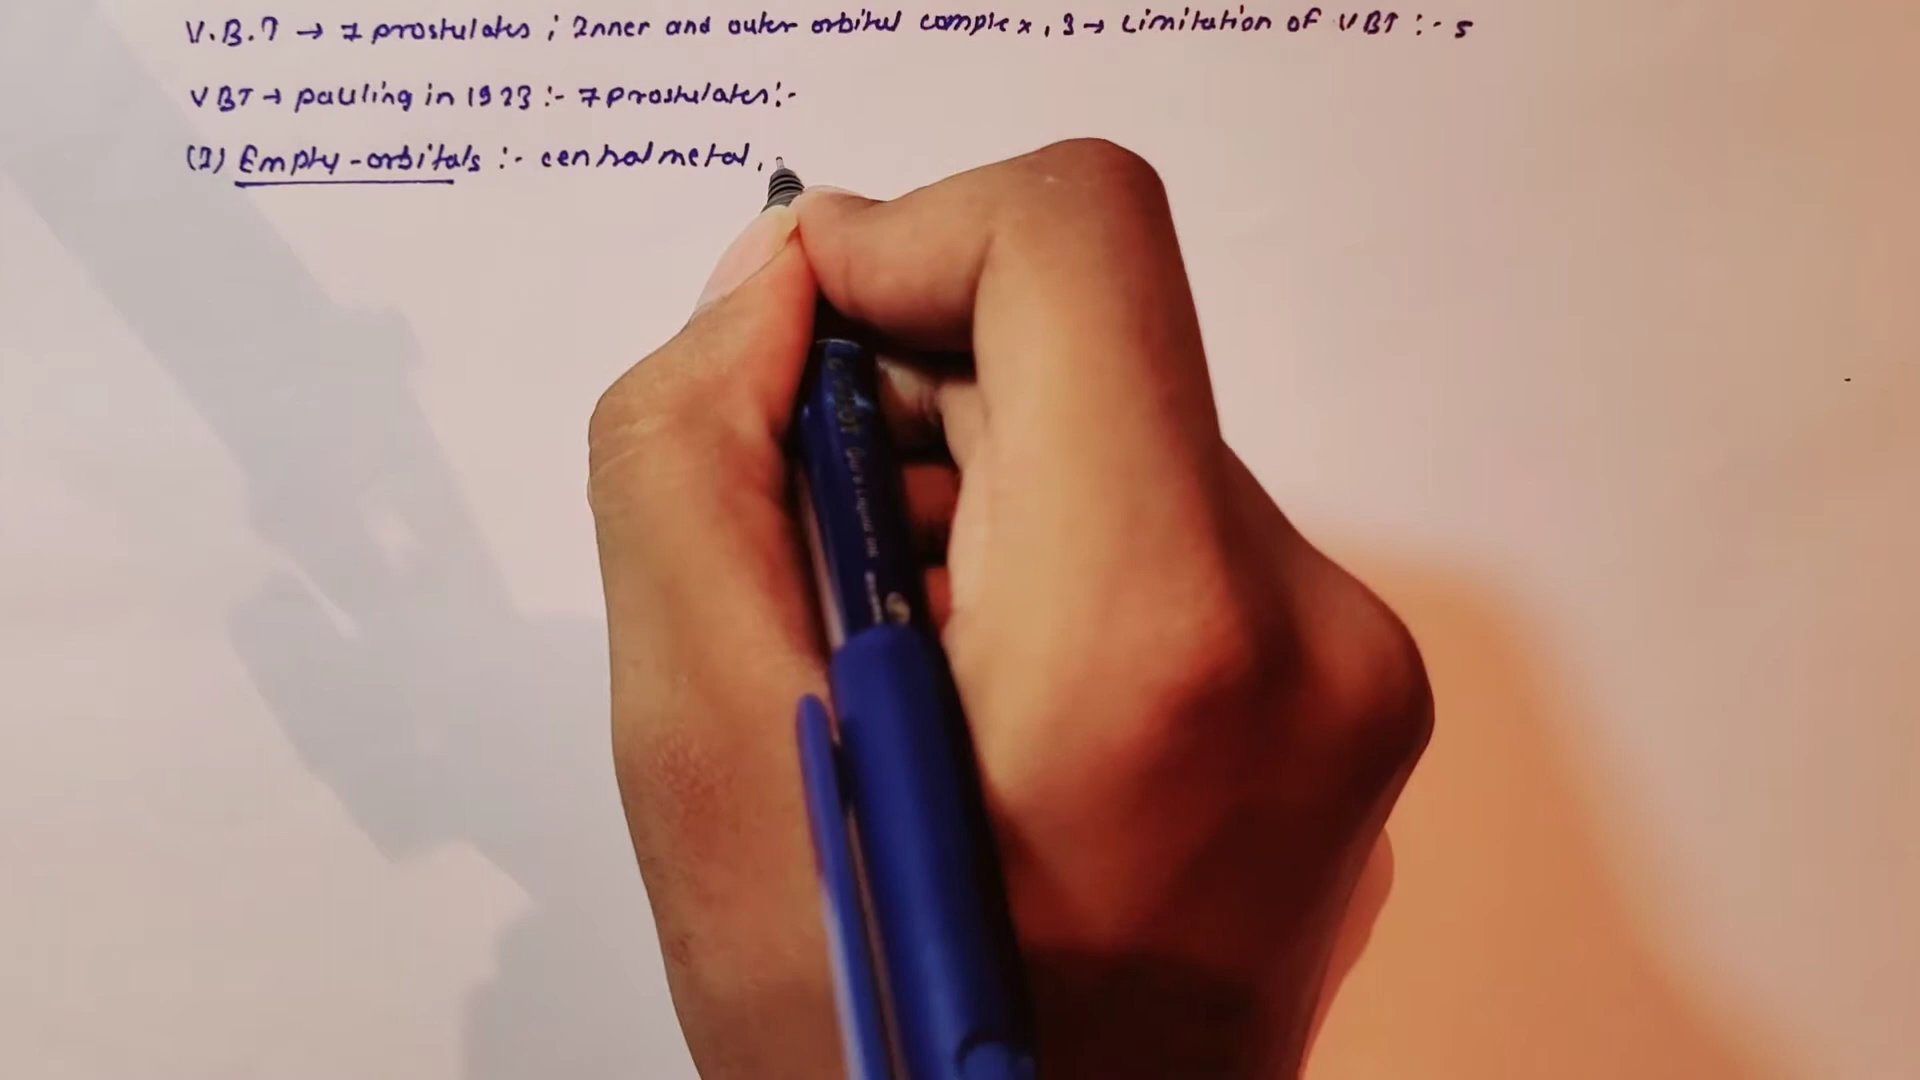 V.B.T → 7 prostulates ; Inner and outer orbital complex, 3 → Limitation of VBT :- 5
VBT → pauling in 1923 :- 7 prostulates :-
(1) Empty-orbitals :- central metal,